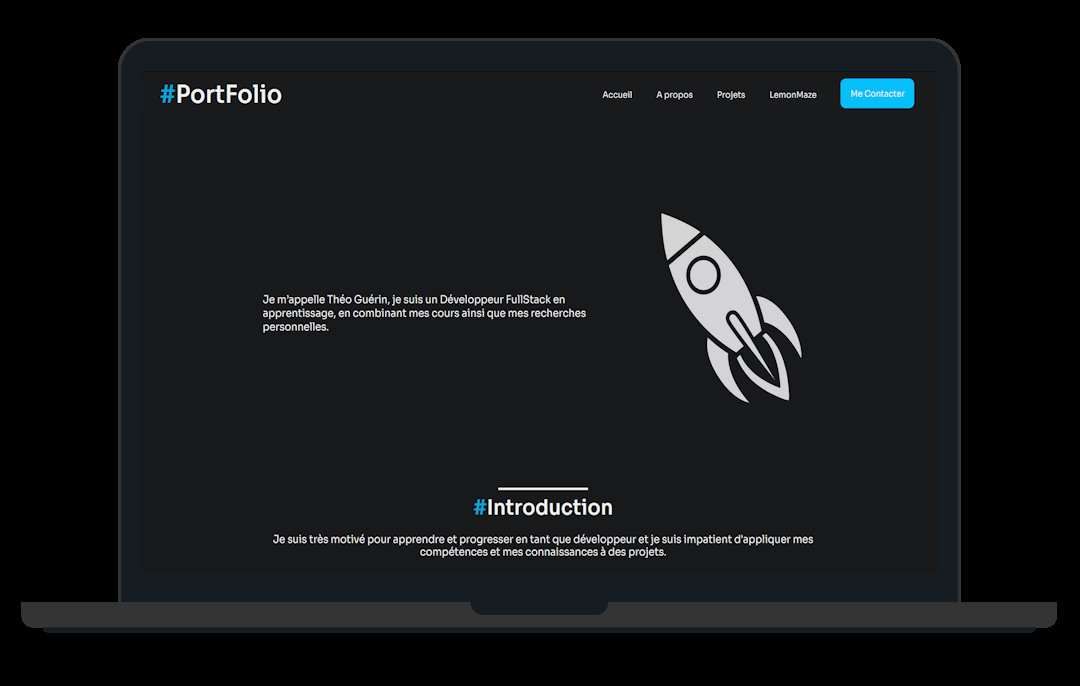 #PortFolio
Accueil
A propos
Projets
LemonMaze
Me Contacter
Je m'appelle Théo Guérin, je suis un Développeur FullStack en
apprentissage, en combinant mes cours ainsi que mes recherches
personnelles.
#Introduction
Je suis très motivé pour apprendre et progresser en tant que développeur et je suis impatient d'appliquer mes
compétences et mes connaissances à des projets.